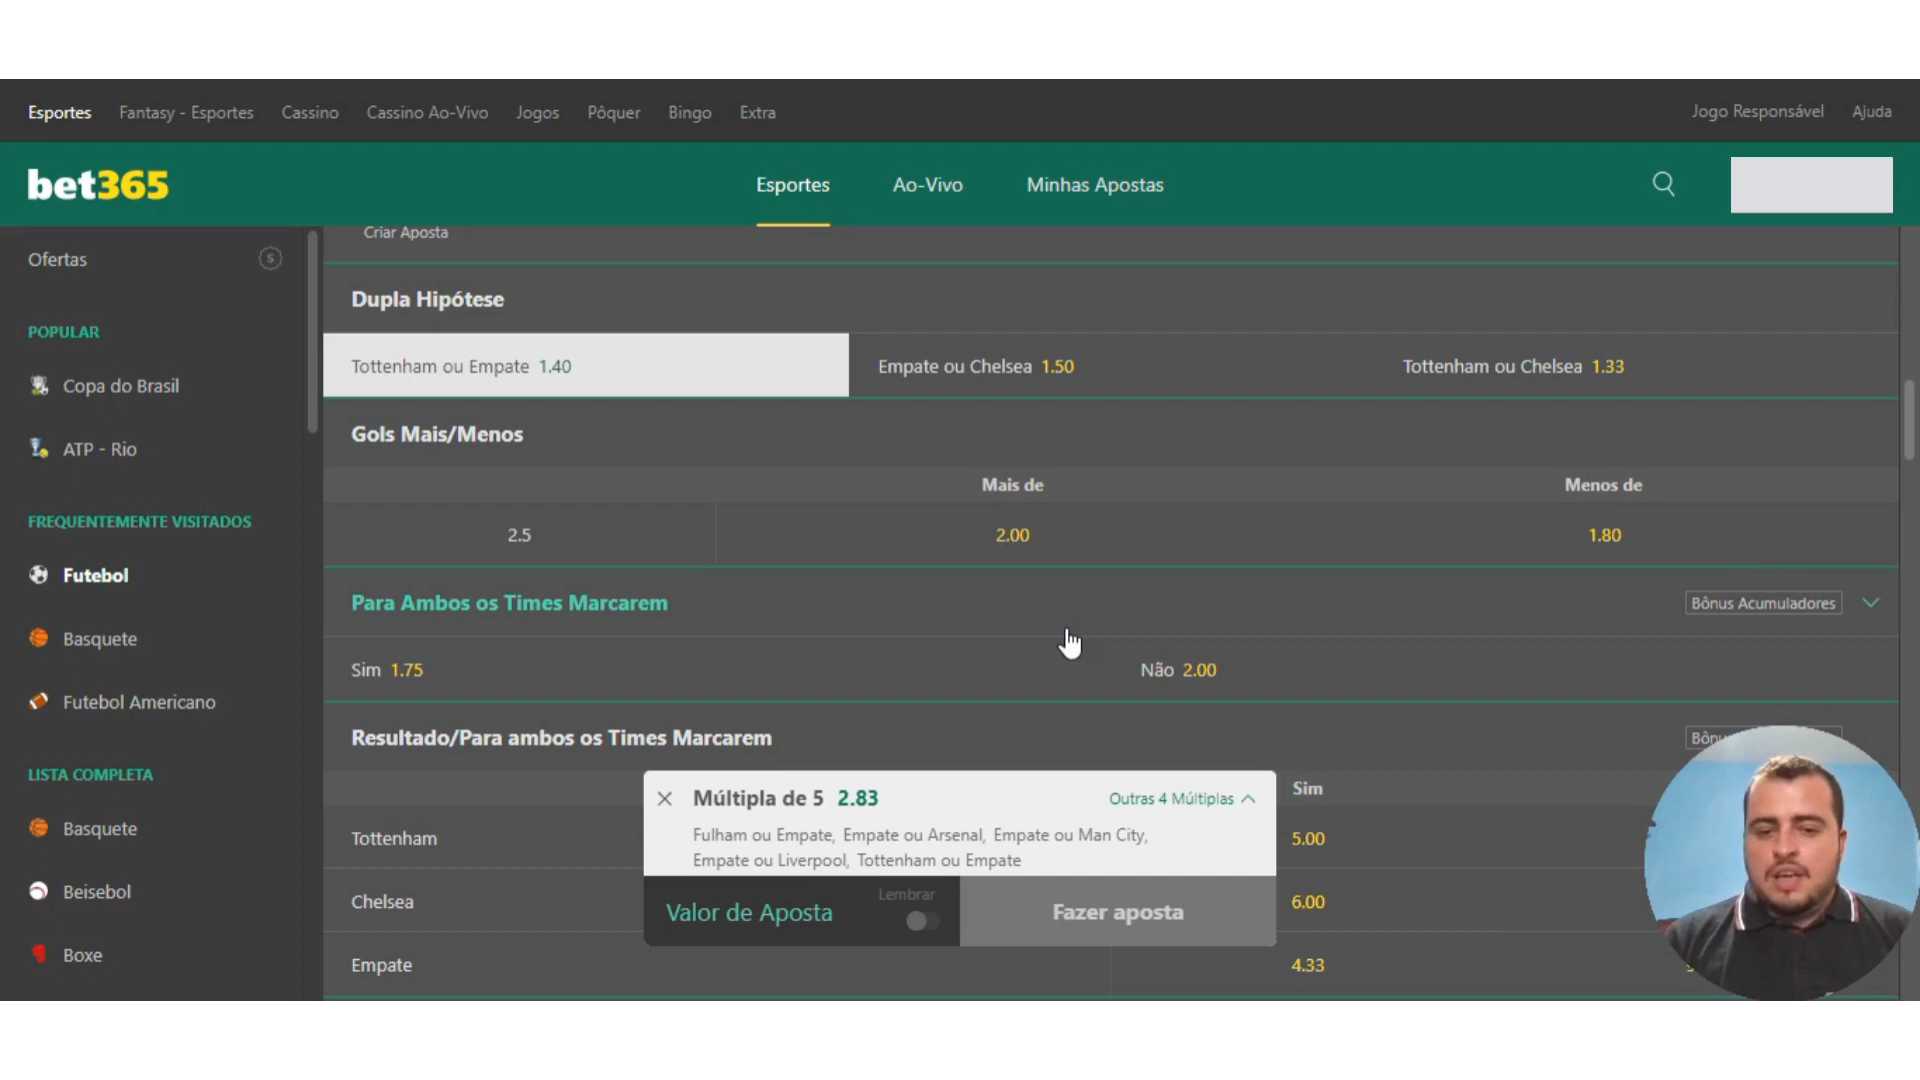 Esportes Fantasy - Esportes Cassino Cassino Ao-Vivo Jogos Pôquer Bingo Extra Jogo Responsável Ajuda
bet365 Esportes Ao-Vivo Minhas Apostas
Ofertas
POPULAR
Copa do Brasil
ATP - Rio
FREQUENTEMENTE VISITADOS
Futebol
Basquete
Futebol Americano
LISTA COMPLETA
Basquete
Beisebol
Boxe
Criar Aposta
Dupla Hipótese
Tottenham ou Empate 1.40 Empate ou Chelsea 1.50 Tottenham ou Chelsea 1.33
Gols Mais/Menos
Mais de Menos de
2.5 2.00 1.80
Para Ambos os Times Marcarem Bônus Acumuladores
Sim 1.75 Não 2.00
Resultado/Para ambos os Times Marcarem
Sim
Tottenham 5.00
Chelsea 6.00
Empate 4.33
Múltipla de 5 2.83 Outras 4 Múltiplas
Fulham ou Empate, Empate ou Arsenal, Empate ou Man City,
Empate ou Liverpool, Tottenham ou Empate
Valor de Aposta Lembrar Fazer aposta